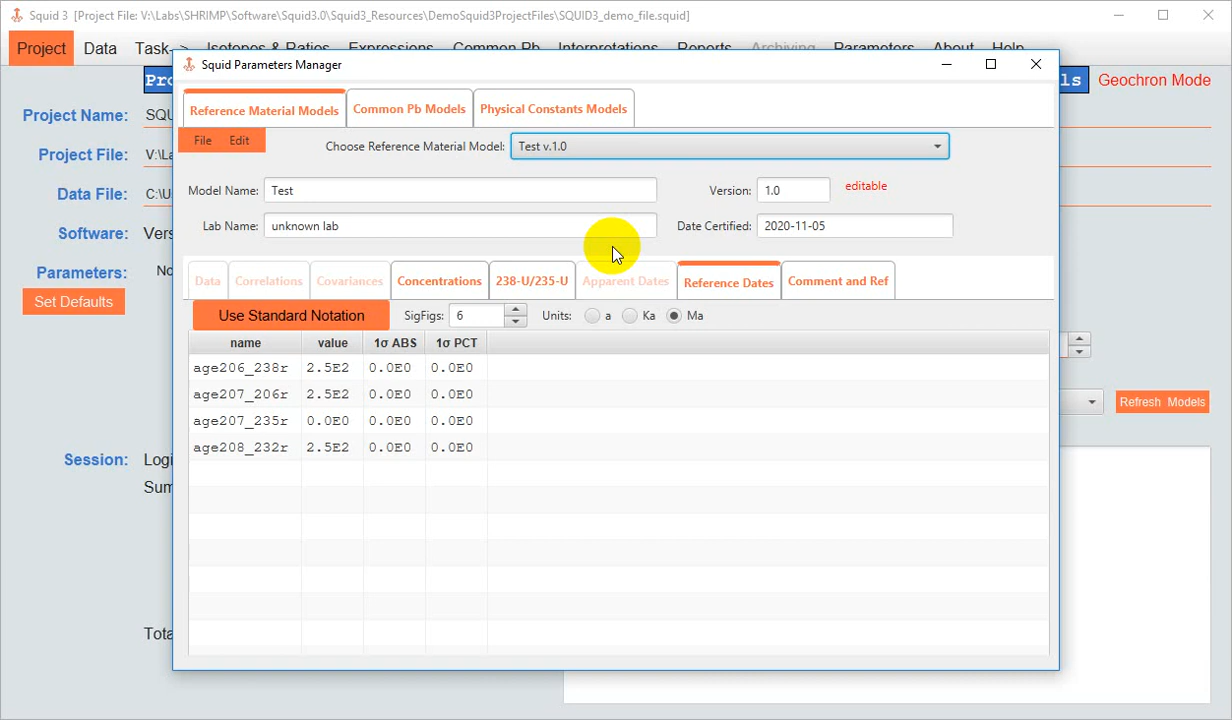 Squid 3 [Project File: V:\Labs\SHRIMP\Software\Squid3.0\Squid3_Resources\DemoSquid3ProjectFiles\SQUID3_demo_file.squid]
Project Data Task Isotopes & Ratios Expressions Common Pb Interpretations Reports Archiving Parameters About Help
Squid Parameters Manager
Geochron Mode
Reference Material Models Common Pb Models Physical Constants Models
Project Name: SQU
File Edit Choose Reference Material Model: Test v.1.0
Project File: V:\La
Model Name: Test Version: 1.0 editable
Data File: C:\U
Lab Name: unknown lab Date Certified: 2020-11-05
Software: Vers
Parameters: No
Data Correlations Covariances Concentrations 238-U/235-U Apparent Dates Reference Dates Comment and Ref
Set Defaults
Use Standard Notation SigFigs: 6 Units: a Ka Ma
name value 1σ ABS 1σ PCT
age206_238r 2.5E2 0.0E0 0.0E0
age207_206r 2.5E2 0.0E0 0.0E0
Refresh Models
age207_235r 0.0E0 0.0E0 0.0E0
age208_232r 2.5E2 0.0E0 0.0E0
Session: Logi
Sum
Tota